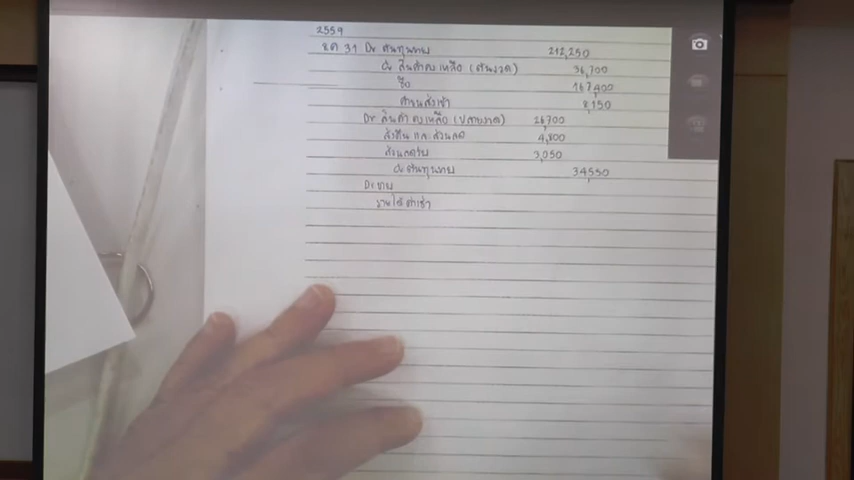 2559
ธค 31 Dr ต้นทุนขาย 212,250
Cr สินค้าคงเหลือ (ต้นงวด) 36,700
ซื้อ 167,400
ค่าขนส่งเข้า 8,150
Dr สินค้าคงเหลือ (ปลายงวด) 26,700
ส่งคืน และส่วนลด 4,800
ส่วนลดรับ 3,050
Cr ต้นทุนขาย 34550
Dr ขาย
รายได้ค่าเช่า